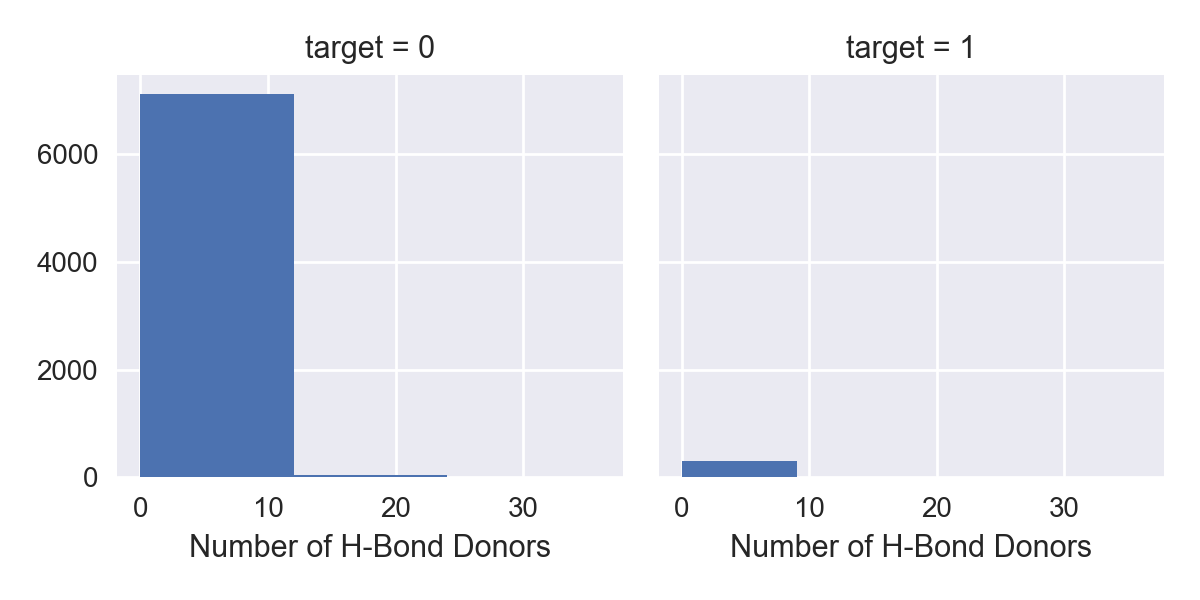 target = 0
target = 1
6000
4000
2000
0
0 10 20 30
0 10 20 30
Number of H-Bond Donors
Number of H-Bond Donors